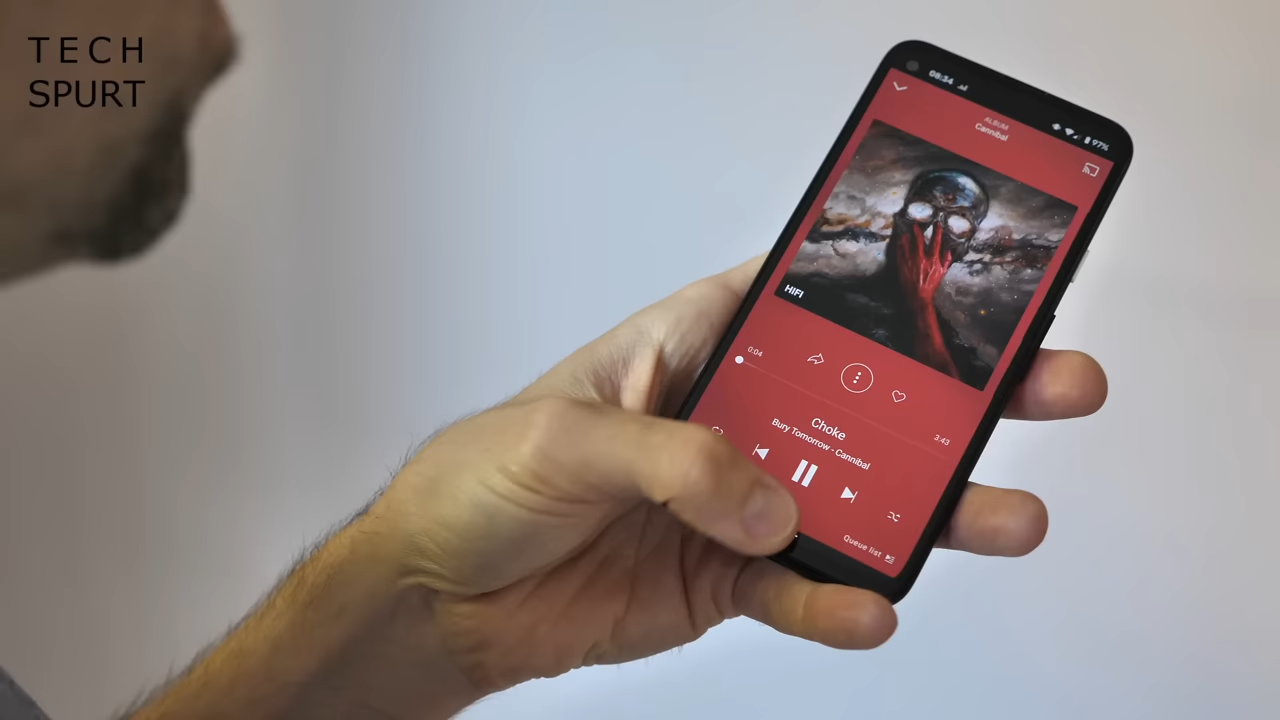 TECH
SPURT
08:34
97%
ALBUM
Cannibal
HIFI
0:04
3:43
Choke
Bury Tomorrow - Cannibal
Queue list